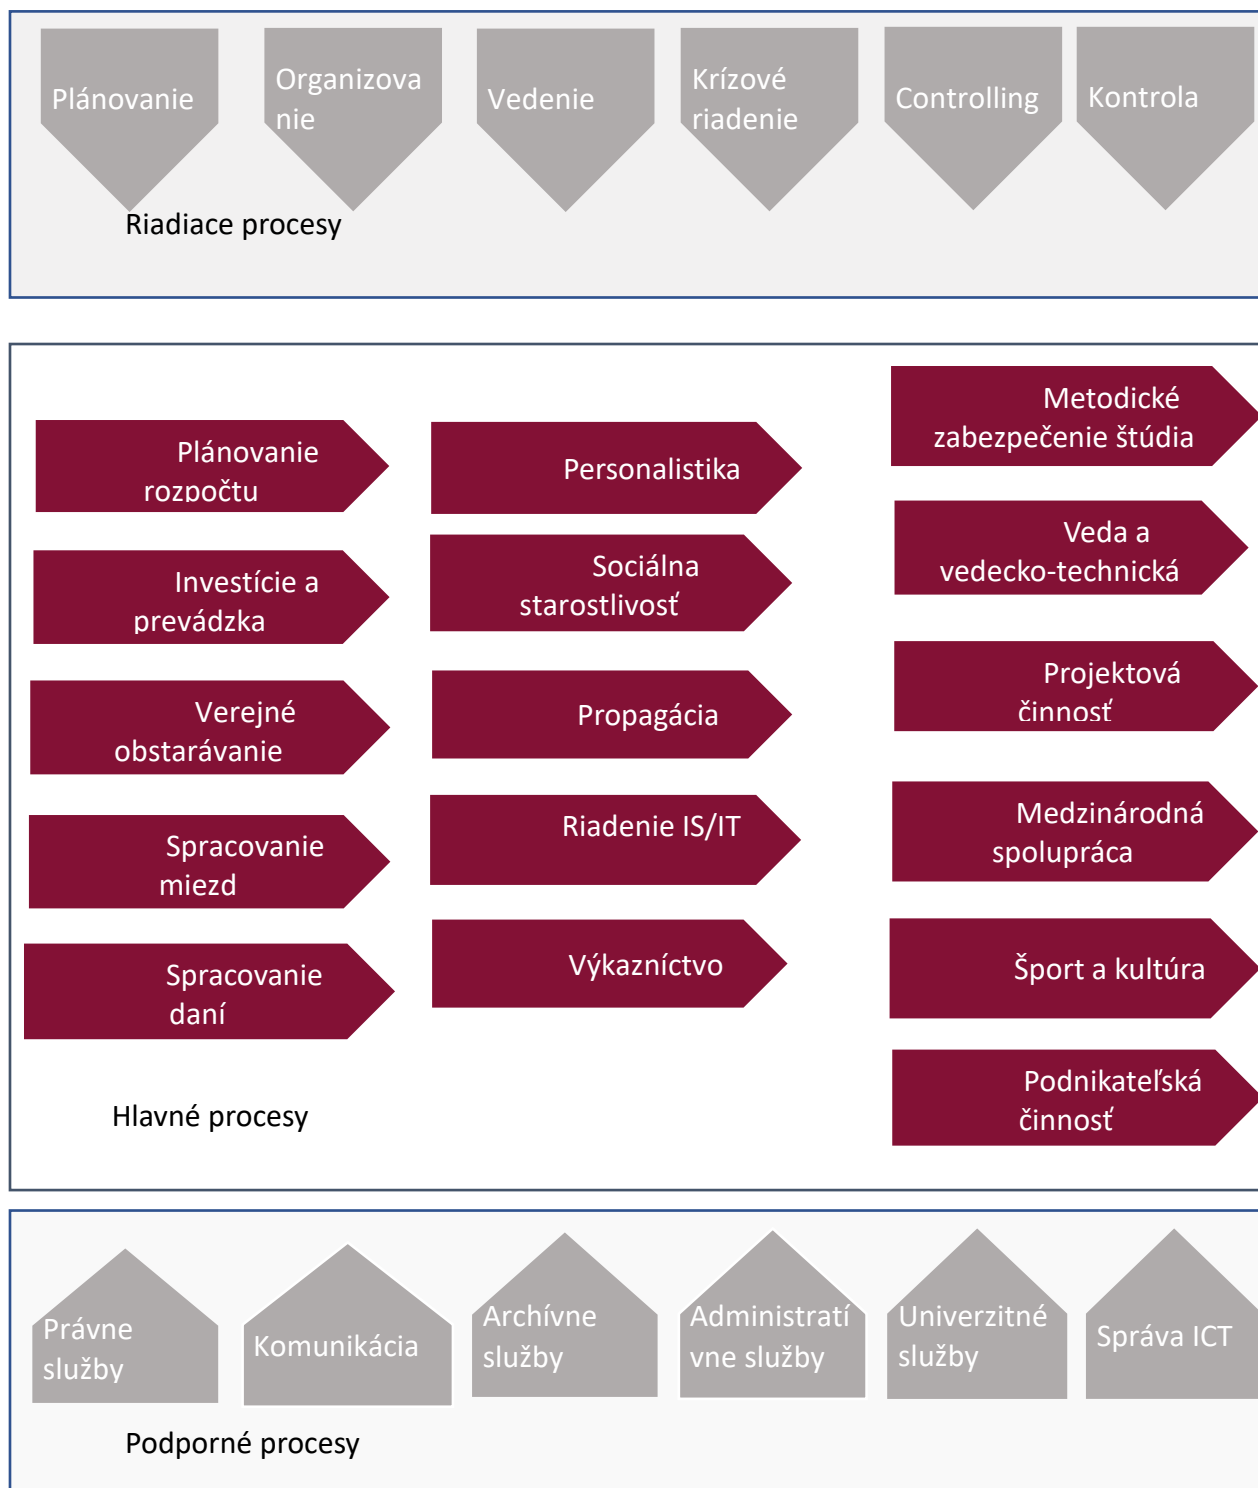 Plánovanie
Organizova
nie
Vedenie
Krízové
riadenie
Controlling
Kontrola
Riadiace procesy
Plánovanie
rozpočtu
Investície a
prevádzka
Verejné
obstarávanie
Spracovanie
miezd
Spracovanie
daní
Personalistika
Sociálna
starostlivosť
Propagácia
Riadenie IS/IT
Výkazníctvo
Metodické
zabezpečenie štúdia
Veda a
vedecko-technická
Projektová
činnosť
Medzinárodná
spolupráca
Šport a kultúra
Podnikateľská
činnosť
Hlavné procesy
Právne
služby
Komunikácia
Archívne
služby
Administratí
vne služby
Univerzitné
služby
Správa ICT
Podporné procesy